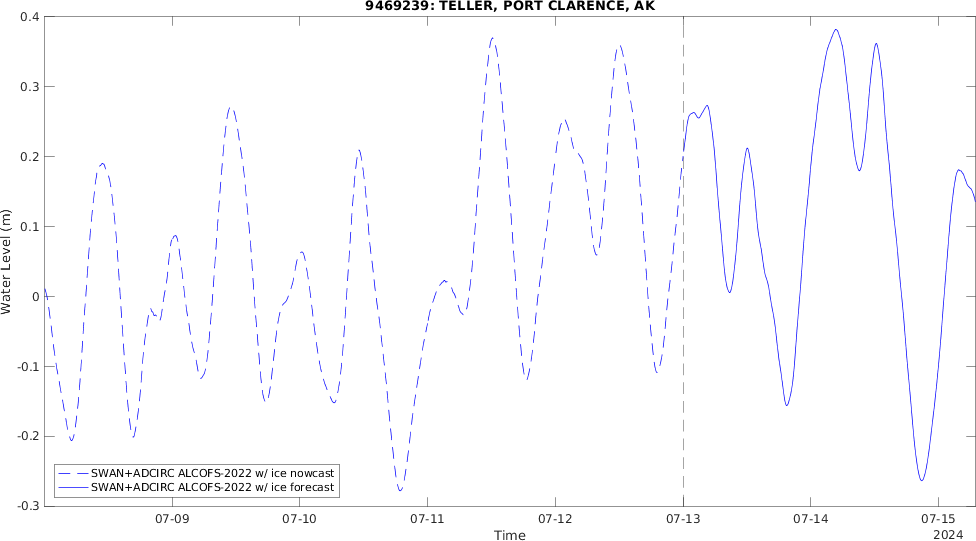 9469239: TELLER, PORT CLARENCE, AK
0.4
0.3
0.2
0.1
0
-0.1
-0.2
-0.3
Water Level (m)
SWAN+ADCIRC ALCOFS-2022 w/ ice nowcast
SWAN+ADCIRC ALCOFS-2022 w/ ice forecast
07-09 07-10 07-11 07-12 07-13 07-14 07-15
Time
2024